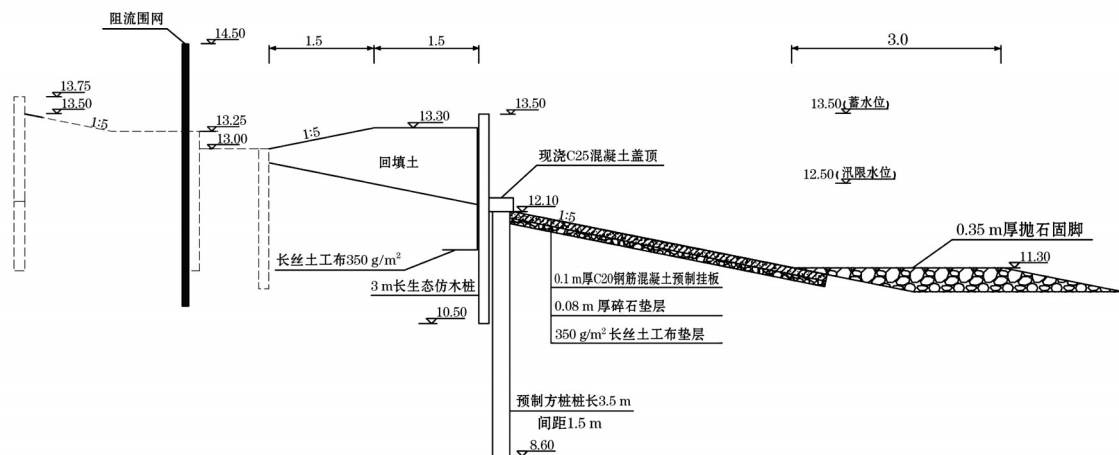 阻流围网
14.50
1.5
1.5
3.0
13.75
13.50
1:5
13.25
13.00
1:5
13.30
13.50
13.50(蓄水位)
回填土
现浇C25混凝土盖顶
12.50(汛限水位)
12.10
1:5
0.35 m厚抛石固脚
11.30
长丝土工布350 g/m²
3 m长生态仿木桩
0.1 m厚C20钢筋混凝土预制挂板
0.08 m 厚碎石垫层
350 g/m² 长丝土工布垫层
10.50
预制方桩桩长3.5 m
间距1.5 m
8.60